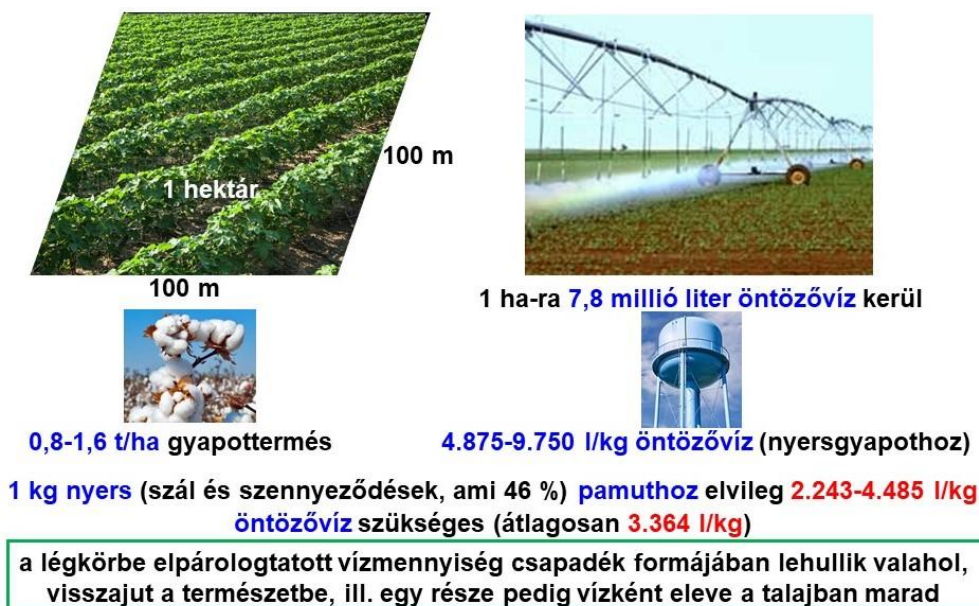 100 m
1 hektár
100 m
1 ha-ra 7,8 millió liter öntözővíz kerül
0,8-1,6 t/ha gyapottermés
4.875-9.750 l/kg öntözővíz (nyersgyapothoz)
1 kg nyers (szál és szennyeződések, ami 46 %) pamuthoz elvileg 2.243-4.485 l/kg
öntözővíz szükséges (átlagosan 3.364 l/kg)
a légkörbe elpárologtatott vízmennyiség csapadék formájában lehullik valahol,
visszajut a természetbe, ill. egy része pedig vízként eleve a talajban marad